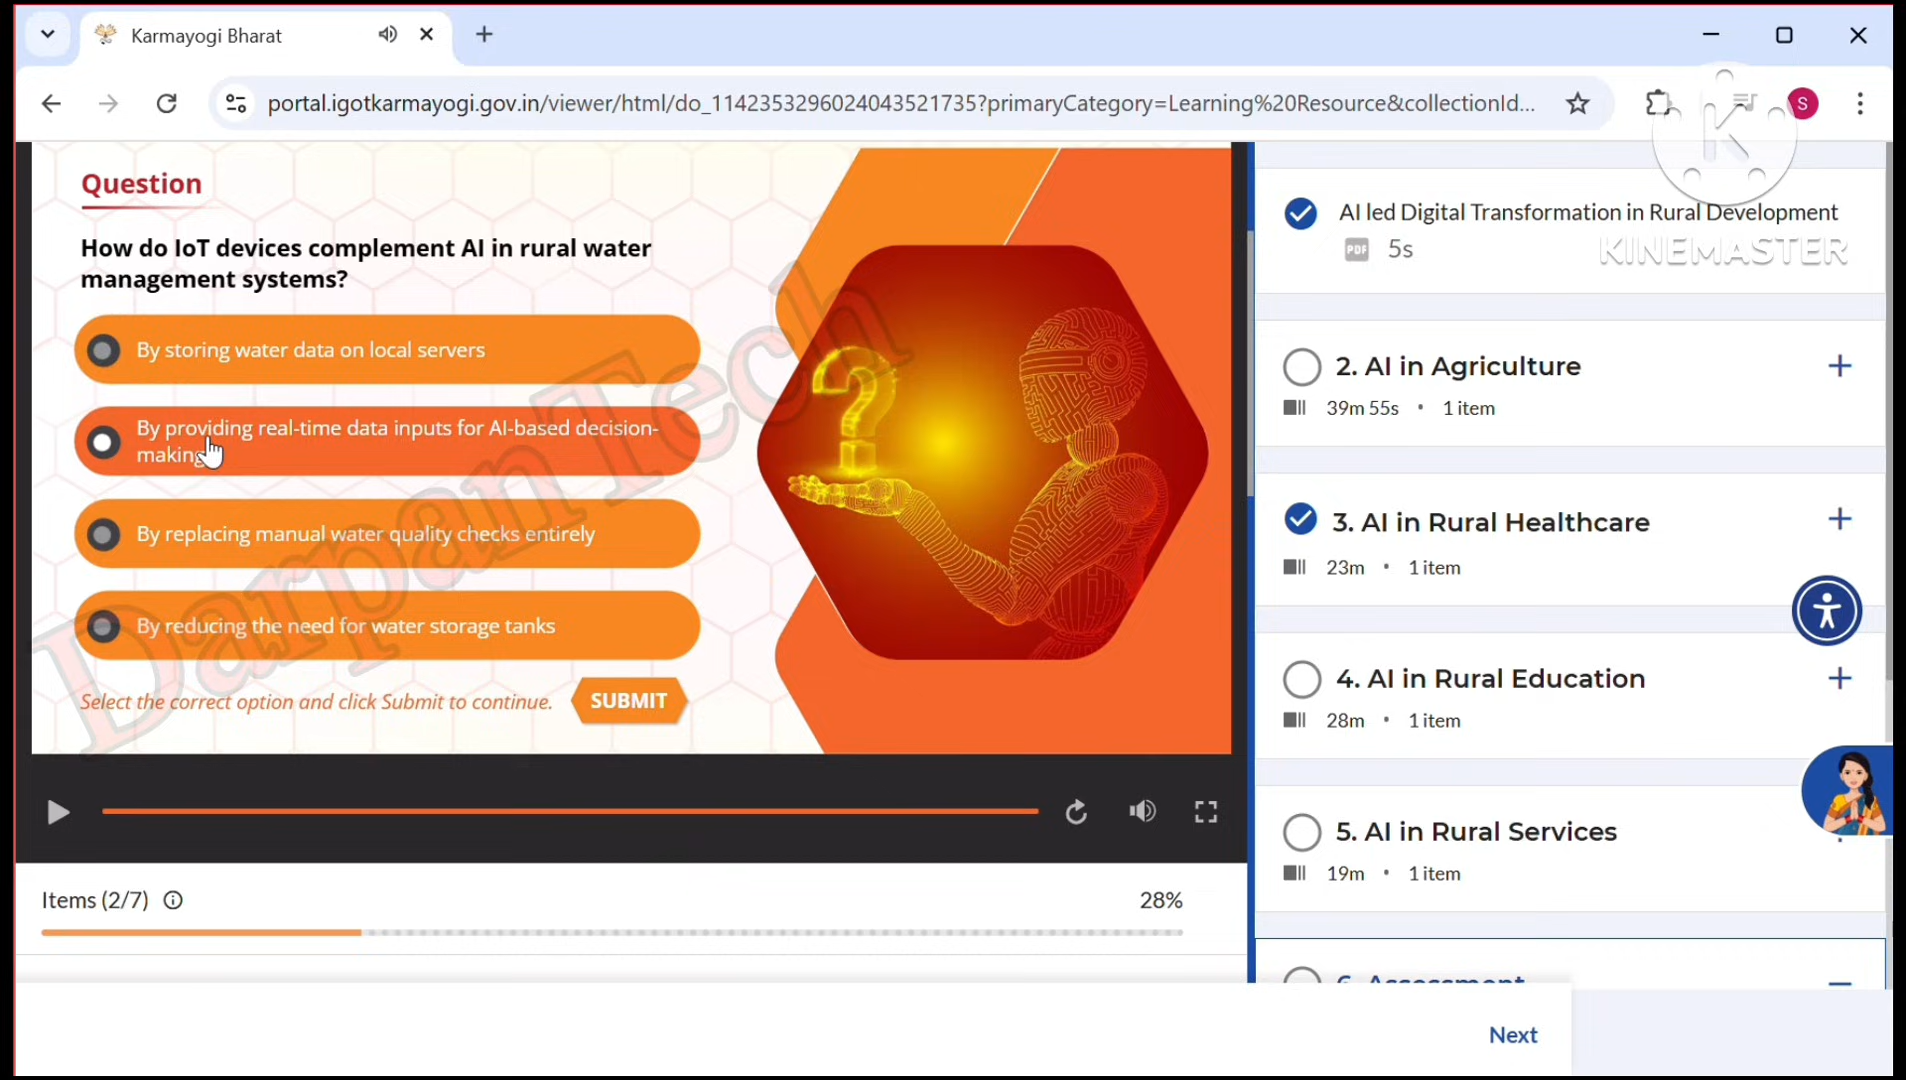 Karmayogi Bharat
portal.igotkarmayogi.gov.in/viewer/html/do_1142353296024043521735?primaryCategory=Learning%20Resource&collectionId...
S
K
KINEMASTER
Question
How do IoT devices complement AI in rural water
management systems?
By storing water data on local servers
By providing real-time data inputs for AI-based decision-
making
By replacing manual water quality checks entirely
By reducing the need for water storage tanks
Select the correct option and click Submit to continue.
SUBMIT
DarpanTech
Items (2/7)
28%
AI led Digital Transformation in Rural Development
PDF 5s
2. AI in Agriculture
39m 55s • 1 item
3. AI in Rural Healthcare
23m • 1 item
4. AI in Rural Education
28m • 1 item
5. AI in Rural Services
19m • 1 item
6. Assessment
Next